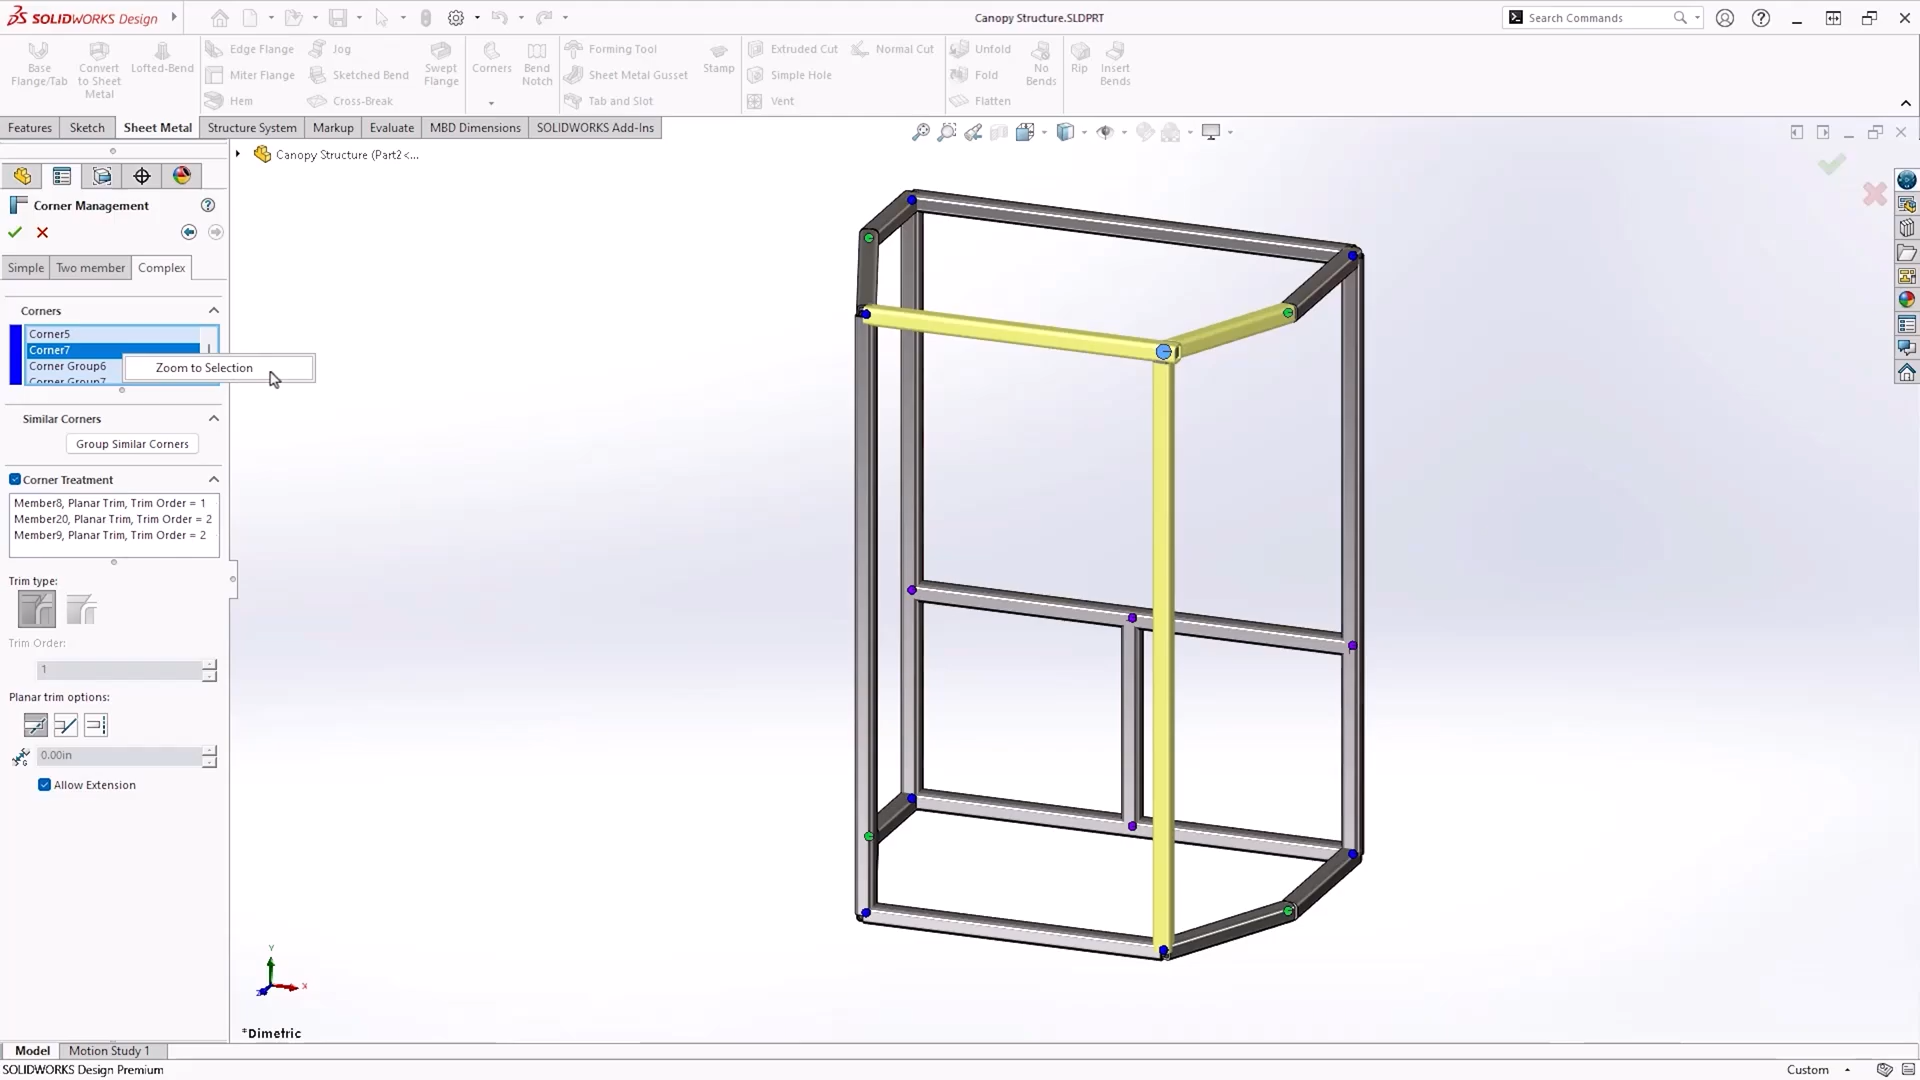 SOLIDWORKS Design
Canopy Structure.SLDPRT
Search Commands
Base Flange/Tab
Convert to Sheet Metal
Lofted-Bend
Edge Flange
Miter Flange
Hem
Jog
Sketched Bend
Cross-Break
Swept Flange
Corners
Bend Notch
Forming Tool
Sheet Metal Gusset
Tab and Slot
Stamp
Extruded Cut
Simple Hole
Vent
Normal Cut
Unfold
Fold
Flatten
No Bends
Rip
Insert Bends
Features
Sketch
Sheet Metal
Structure System
Markup
Evaluate
MBD Dimensions
SOLIDWORKS Add-Ins
Canopy Structure (Part2<...
Corner Management
Simple
Two member
Complex
Corners
Corner5
Corner7
Corner Group6
Corner Group7
Zoom to Selection
Similar Corners
Group Similar Corners
Corner Treatment
Member8, Planar Trim, Trim Order = 1
Member20, Planar Trim, Trim Order = 2
Member9, Planar Trim, Trim Order = 2
Trim type:
Trim Order:
1
Planar trim options:
0.00in
Allow Extension
Y
X
Z
*Dimetric
Model
Motion Study 1
SOLIDWORKS Design Premium
Custom